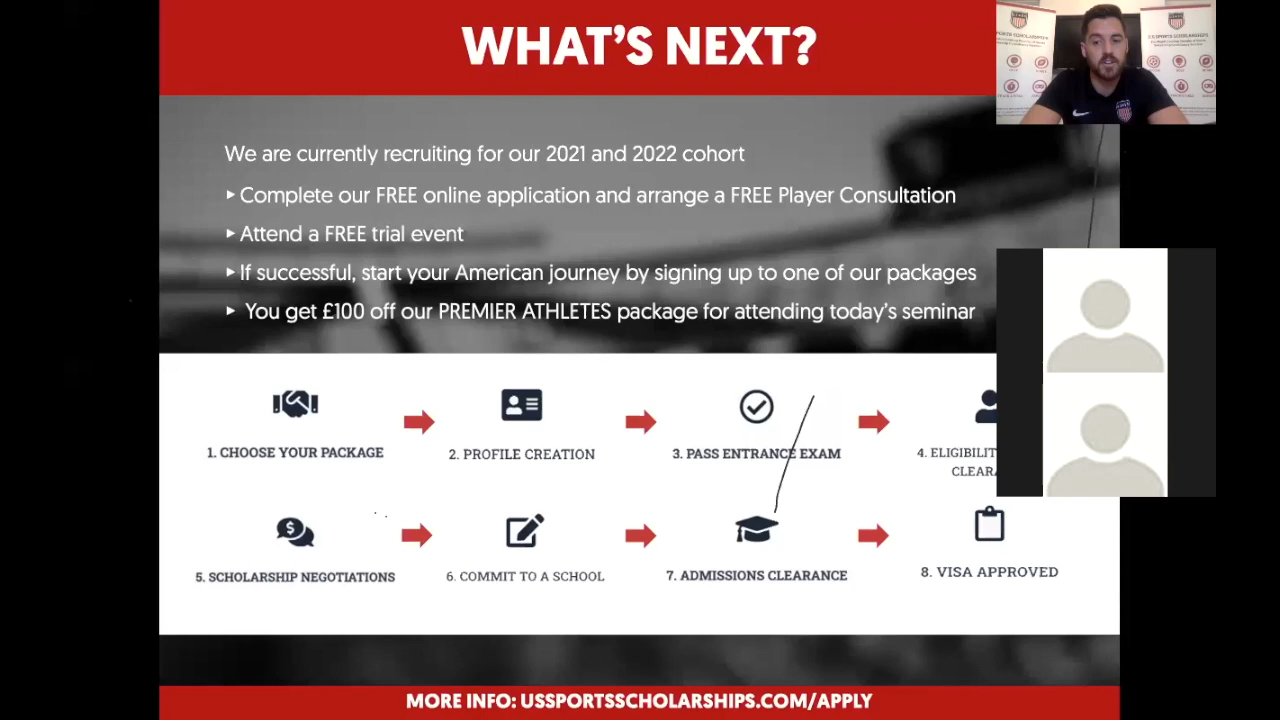 WHAT'S NEXT?
We are currently recruiting for our 2021 and 2022 cohort
▸ Complete our FREE online application and arrange a FREE Player Consultation
▸ Attend a FREE trial event
▸ If successful, start your American journey by signing up to one of our packages
▸ You get £100 off our PREMIER ATHLETES package for attending today's seminar
1. CHOOSE YOUR PACKAGE
2. PROFILE CREATION
3. PASS ENTRANCE EXAM
4. ELIGIBILIT
CLEARA
5. SCHOLARSHIP NEGOTIATIONS
6. COMMIT TO A SCHOOL
7. ADMISSIONS CLEARANCE
8. VISA APPROVED
MORE INFO: USSPORTSSCHOLARSHIPS.COM/APPLY